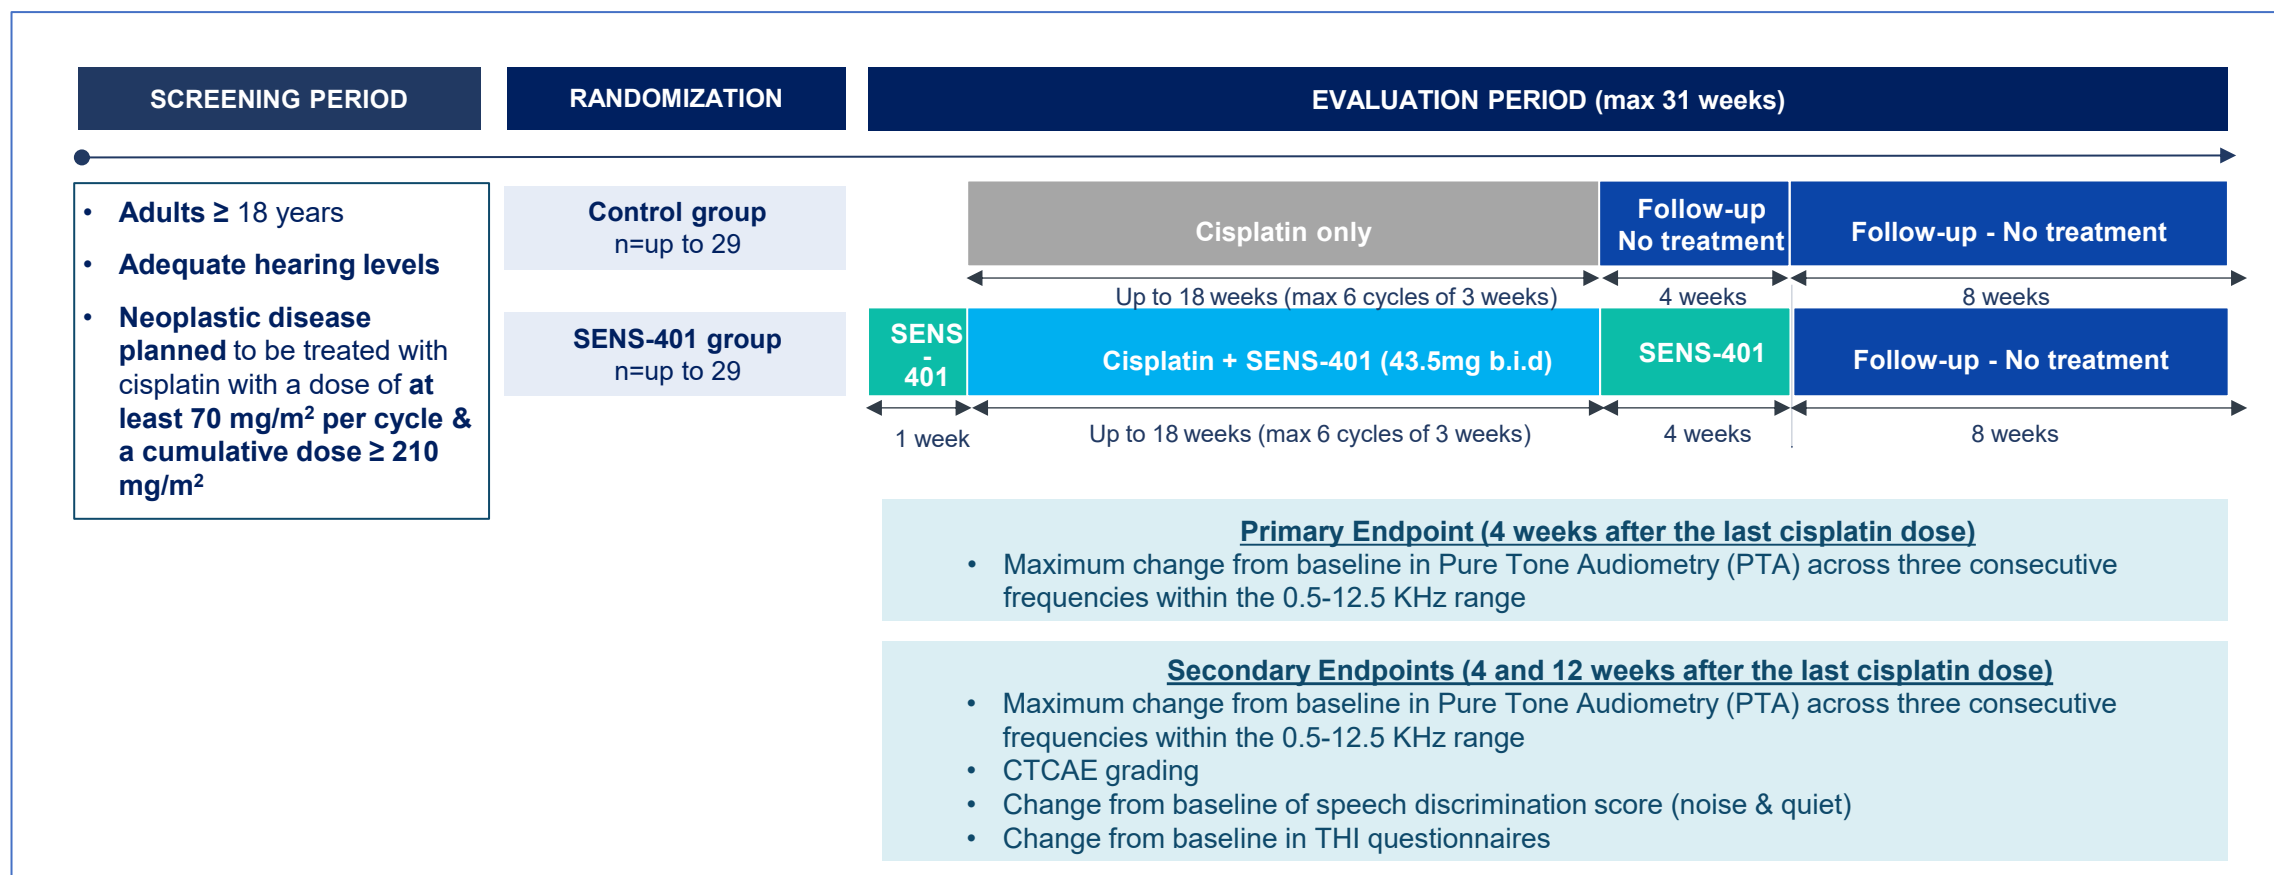 SCREENING PERIOD
RANDOMIZATION
EVALUATION PERIOD (max 31 weeks)
• Adults ≥ 18 years
• Adequate hearing levels
• Neoplastic disease
planned to be treated with
cisplatin with a dose of at
least 70 mg/m² per cycle &
a cumulative dose ≥ 210
mg/m²
Control group
n=up to 29
Cisplatin only
Follow-up
No treatment
Follow-up - No treatment
Up to 18 weeks (max 6 cycles of 3 weeks)
4 weeks
8 weeks
SENS-401 group
n=up to 29
SENS
-
401
Cisplatin + SENS-401 (43.5mg b.i.d)
SENS-401
Follow-up - No treatment
1 week
Up to 18 weeks (max 6 cycles of 3 weeks)
4 weeks
8 weeks
Primary Endpoint (4 weeks after the last cisplatin dose)
• Maximum change from baseline in Pure Tone Audiometry (PTA) across three consecutive
frequencies within the 0.5-12.5 KHz range
Secondary Endpoints (4 and 12 weeks after the last cisplatin dose)
• Maximum change from baseline in Pure Tone Audiometry (PTA) across three consecutive
frequencies within the 0.5-12.5 KHz range
• CTCAE grading
• Change from baseline of speech discrimination score (noise & quiet)
• Change from baseline in THI questionnaires